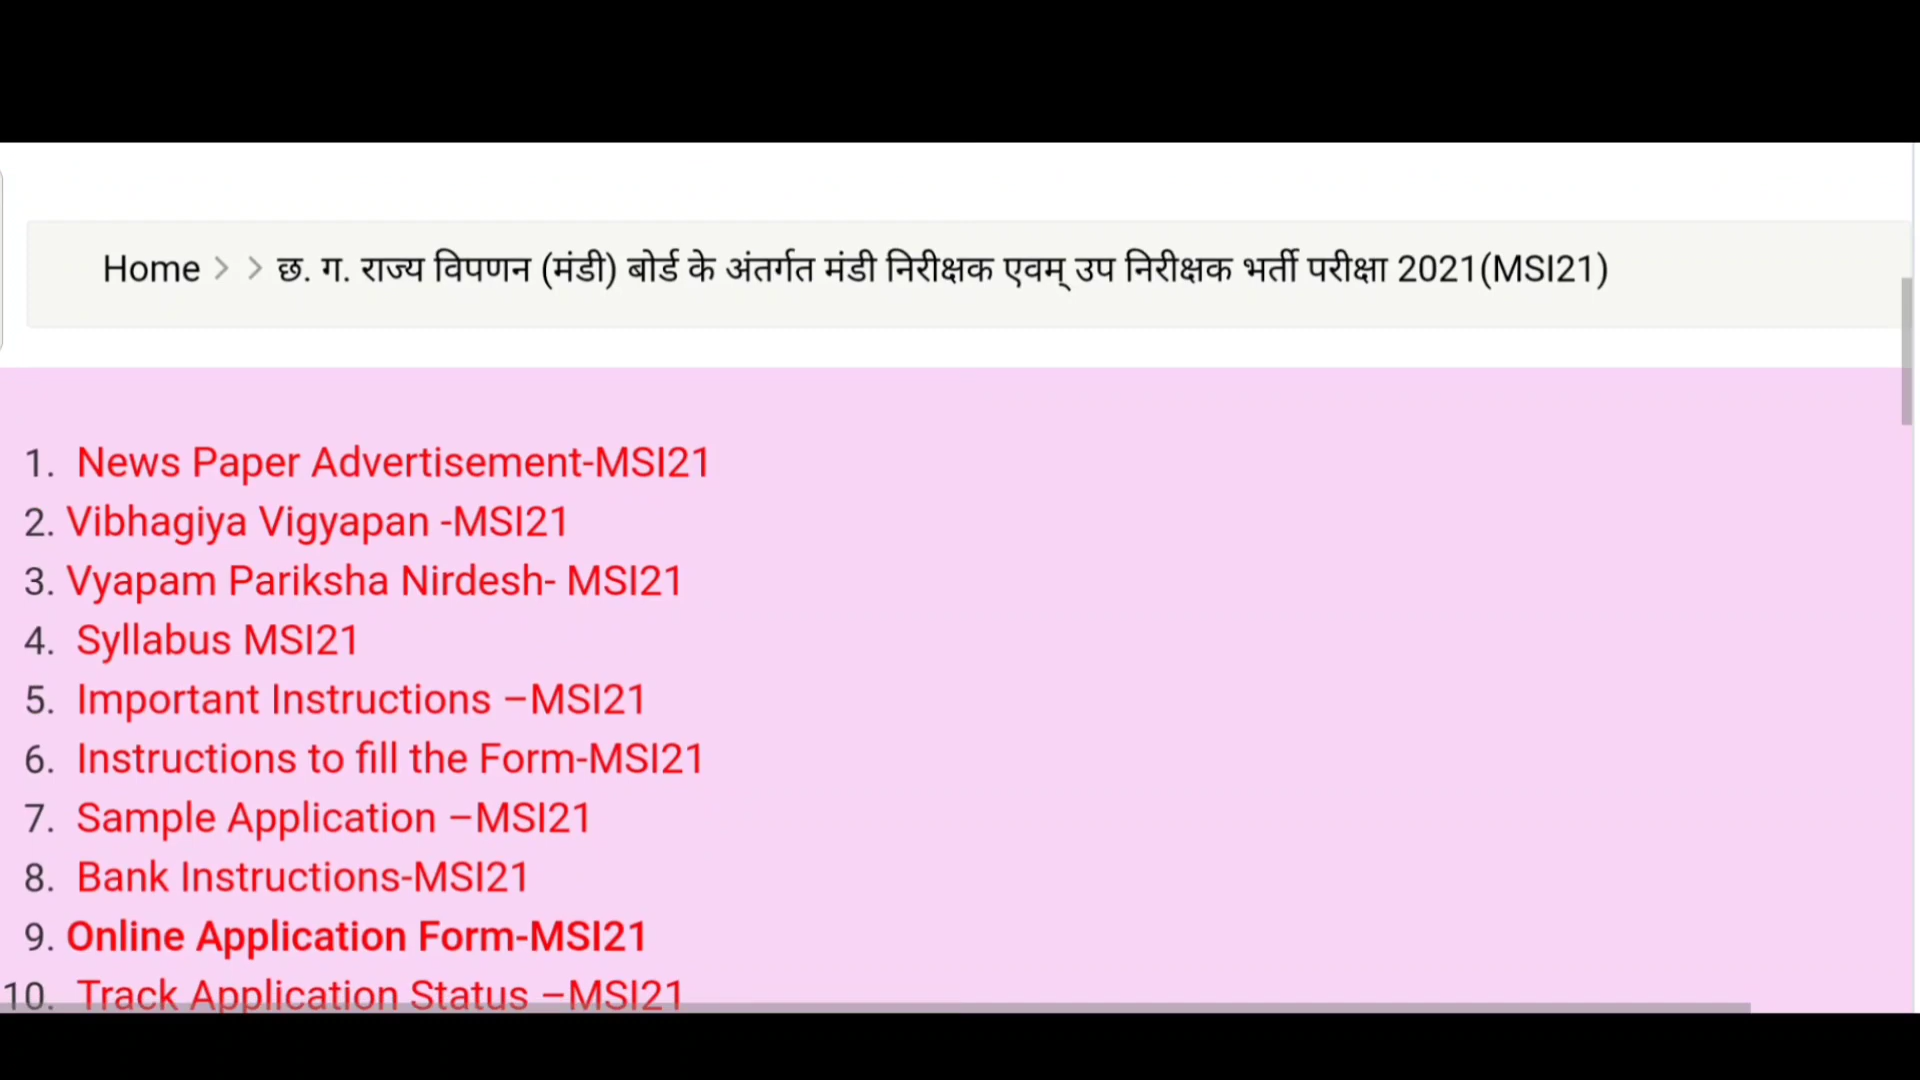 Home > > छ. ग. राज्य विपणन (मंडी) बोर्ड के अंतर्गत मंडी निरीक्षक एवम् उप निरीक्षक भर्ती परीक्षा 2021(MSI21)
1. News Paper Advertisement-MSI21
2. Vibhagiya Vigyapan -MSI21
3. Vyapam Pariksha Nirdesh- MSI21
4. Syllabus MSI21
5. Important Instructions –MSI21
6. Instructions to fill the Form-MSI21
7. Sample Application –MSI21
8. Bank Instructions-MSI21
9. Online Application Form-MSI21
10. Track Application Status –MSI21